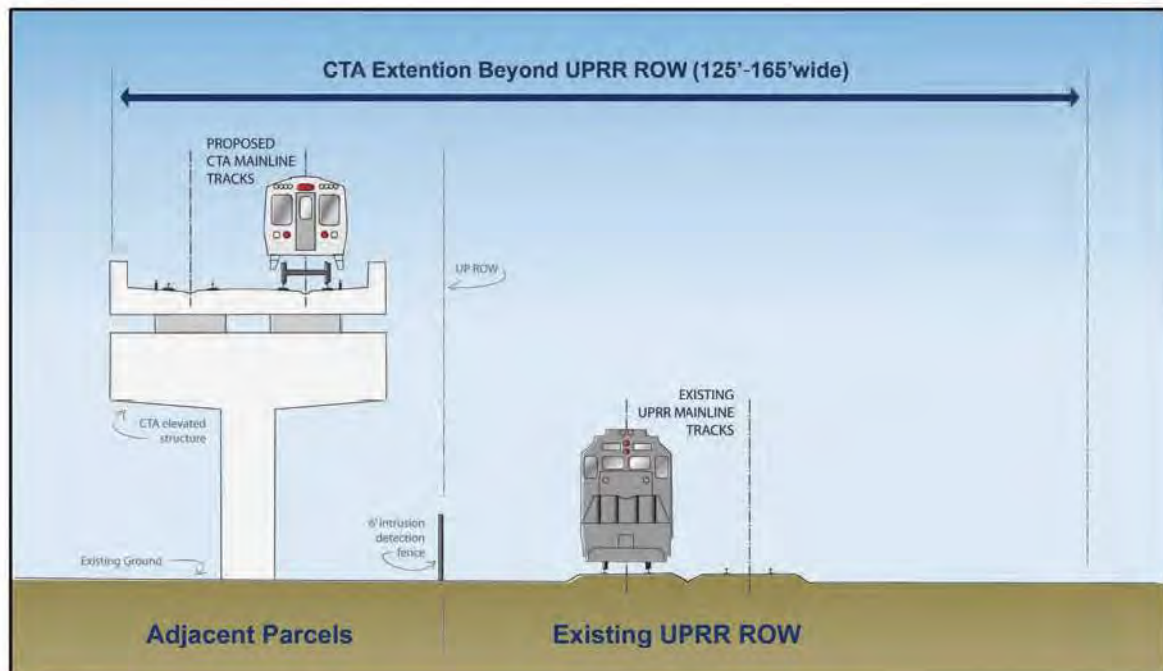 CTA Extention Beyond UPRR ROW (125'-165'wide)
PROPOSED
CTA MAINLINE
TRACKS
UP ROW
EXISTING
UPRR MAINLINE
TRACKS
CTA elevated
structure
6' intrusion
detection
fence
Existing Ground
Adjacent Parcels
Existing UPRR ROW